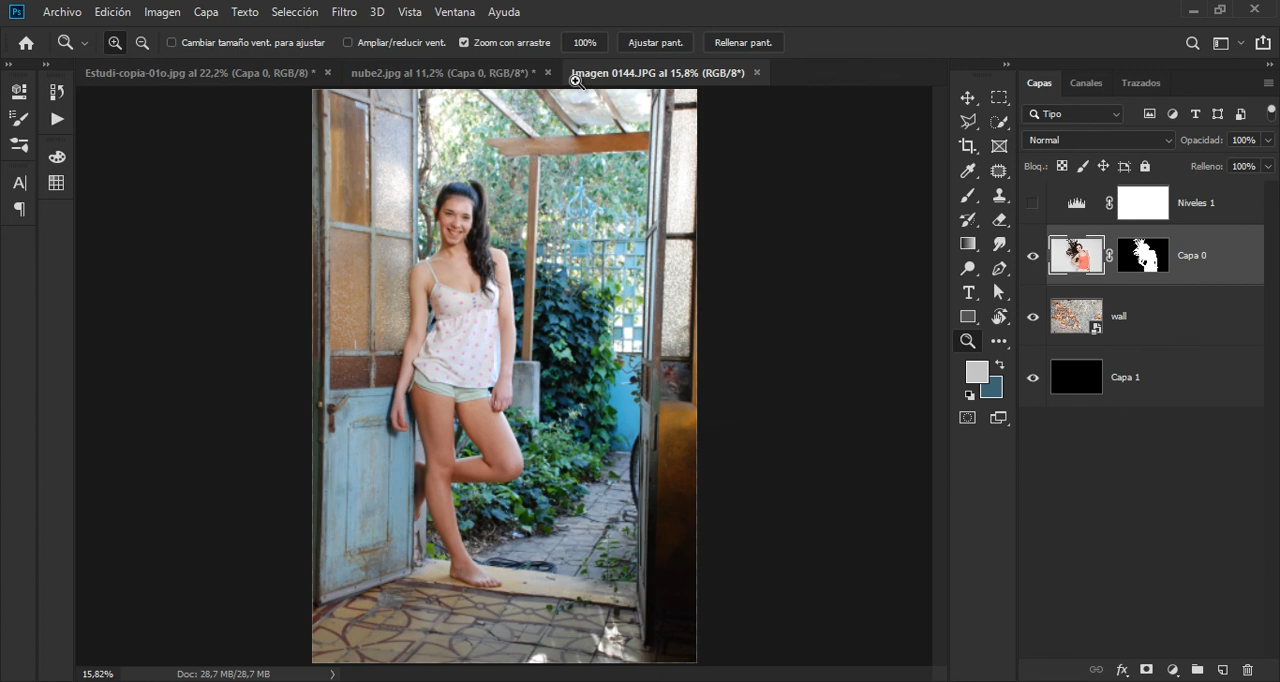 Ps Archivo Edición Imagen Capa Texto Selección Filtro 3D Vista Ventana Ayuda
Cambiar tamaño vent. para ajustar Ampliar/reducir vent. Zoom con arrastre 100% Ajustar pant. Rellenar pant.
Estudi-copia-01o.jpg al 22,2% (Capa 0, RGB/8) * × nube2.jpg al 11,2% (Capa 0, RGB/8*) * × Imagen 0144.JPG al 15,8% (RGB/8*) ×
Capas Canales Trazados
Tipo
Normal Opacidad: 100%
Bloq.: Relleno: 100%
Niveles 1
Capa 0
wall
Capa 1
15,82% Doc: 28,7 MB/28,7 MB